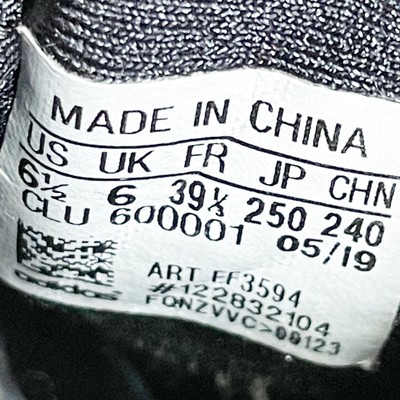 MADE IN CHINA
US UK FR JP CHN
6½ 6 39⅓ 250 240
CLU 600001 05/19
ART EF3594
#122832104
FQNZVVC>09123
adidas